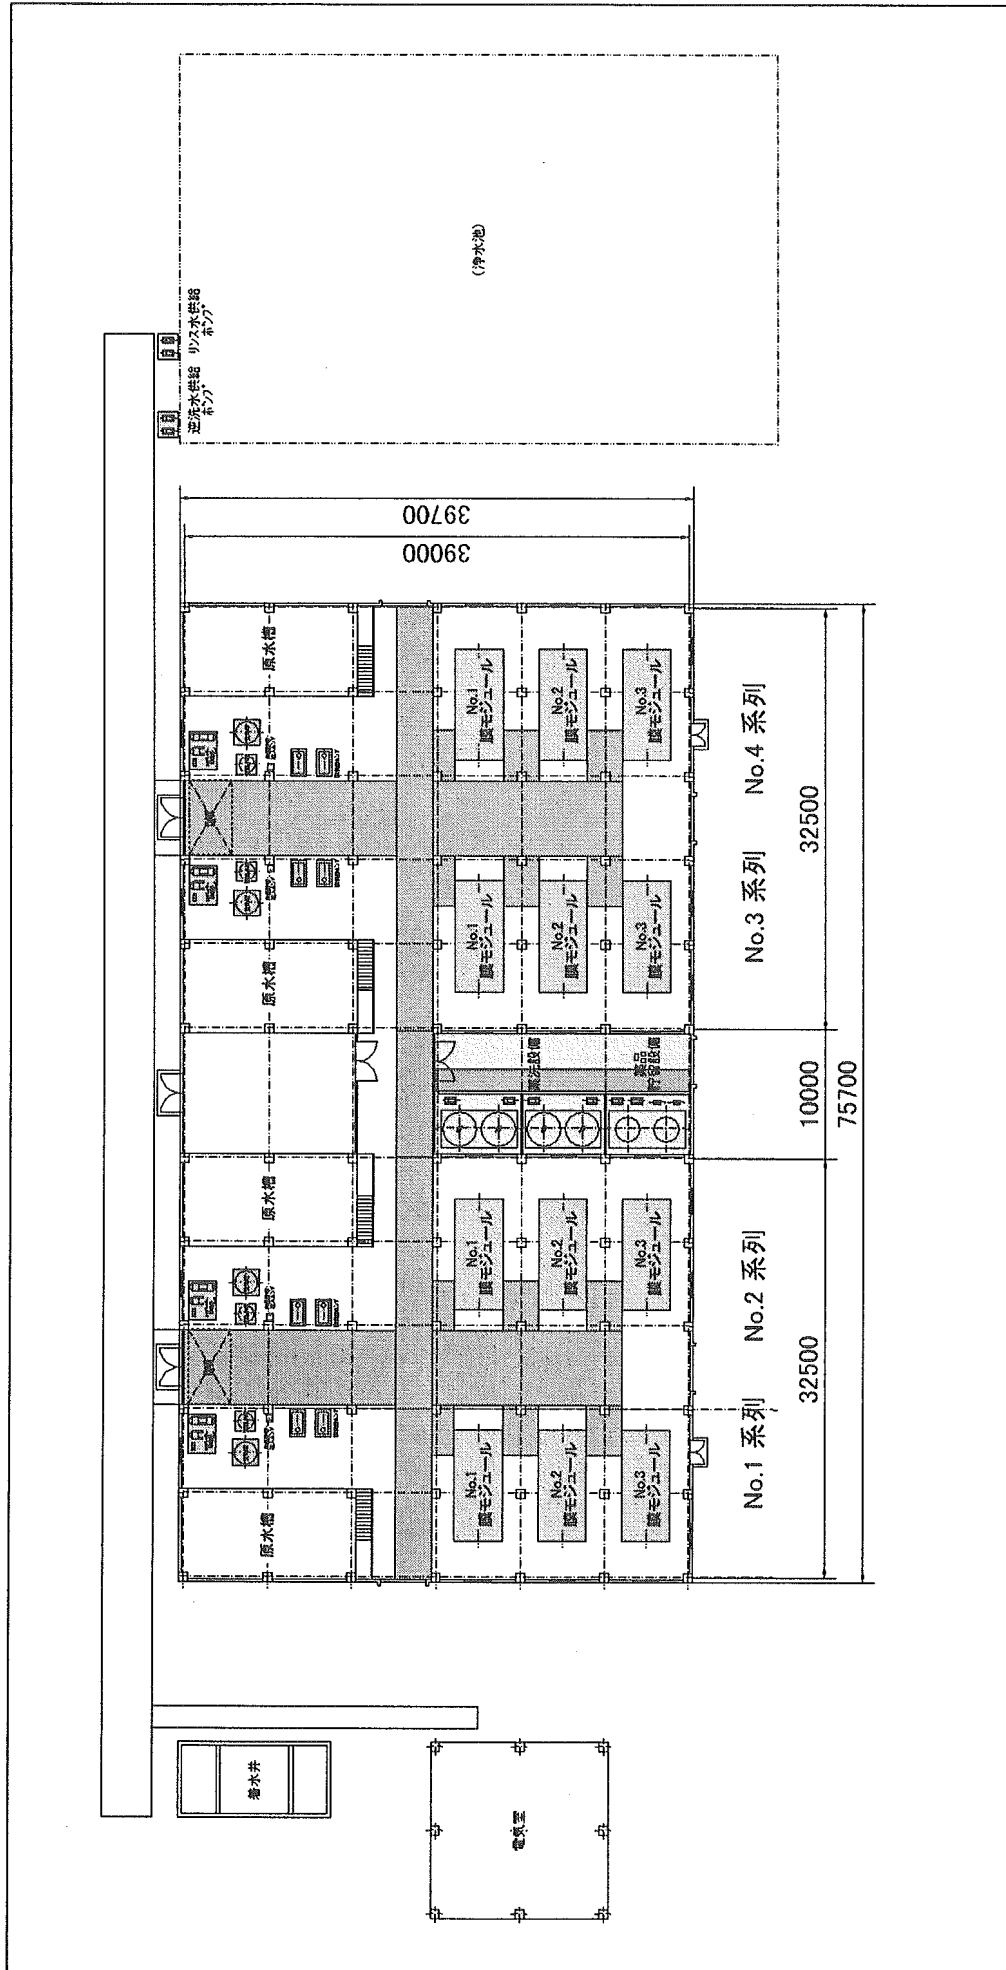 着水井
電気室
原水槽
原水槽
原水槽
原水槽
逆洗水供給
ポンプ
リンス水供給
ポンプ
(浄水池)
No.1
膜モジュール
No.2
膜モジュール
No.3
膜モジュール
No.1
膜モジュール
No.2
膜モジュール
No.3
膜モジュール
薬洗設備
薬品
貯留設備
No.1
膜モジュール
No.2
膜モジュール
No.3
膜モジュール
No.1
膜モジュール
No.2
膜モジュール
No.3
膜モジュール
39000
39700
No.1 系列
No.2 系列
No.3 系列
No.4 系列
32500
10000
32500
75700